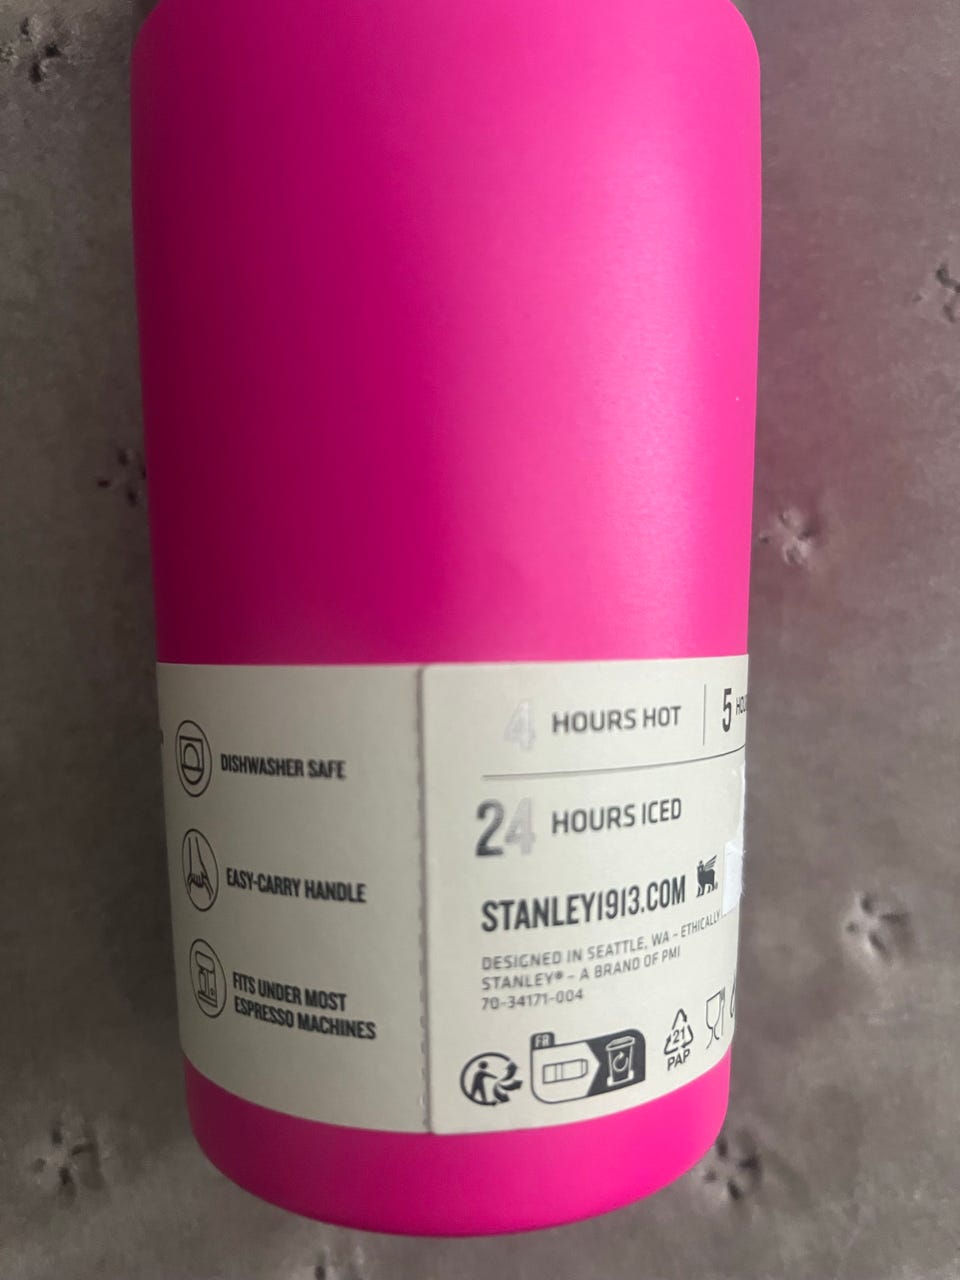 DISHWASHER SAFE
EASY-CARRY HANDLE
FITS UNDER MOST
ESPRESSO MACHINES
4 HOURS HOT
5
24 HOURS ICED
STANLEY1913.COM
DESIGNED IN SEATTLE, WA – ETHICALLY
STANLEY® – A BRAND OF PMI
70-34171-004
FR
21
PAP